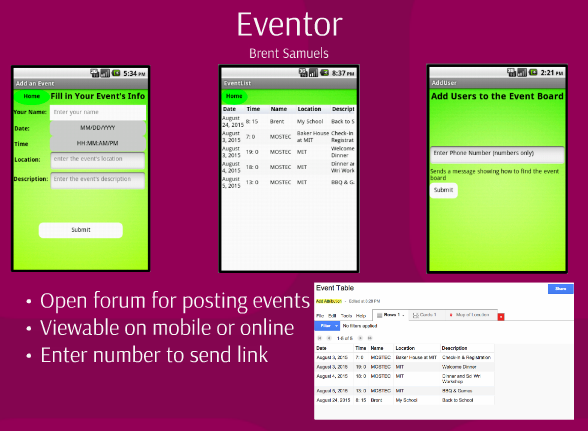 Eventor
Brent Samuels
5:34 PM
Add an Event
Home Fill in Your Event's Info
Your Name: Enter your name
Date: MM/DD/YYYY
Time HH:MM:AM/PM
Location: enter the event's location
Description: enter the event's description
Submit
8:37 PM
EventList
Home
Date Time Name Location Descript
August 24, 2015 8: 15 Brent My School Back to S
August 3, 2015 7: 0 MOSTEC Baker House at MIT Check-in & Registrat
August 3, 2015 19: 0 MOSTEC MIT Welcome Dinner
August 4, 2015 18: 0 MOSTEC MIT Dinner an Wri Work
August 5, 2015 18: 0 MOSTEC MIT BBQ & G
2:21 PM
AddUser
Add Users to the Event Board
Enter Phone Number (numbers only)
Sends a message showing how to find the event
board
Submit
• Open forum for posting events
• Viewable on mobile or online
• Enter number to send link
Event Table
Share
Add Attribution - Edited at 5:28 PM
File Edit Tools Help Rows 1 Cards 1 Map of Location
Filter No filters applied
1-5 of 5
Date Time Name Location Description
August 3, 2015 7: 0 MOSTEC Baker House at MIT Check-in & Registration
August 3, 2015 19: 0 MOSTEC MIT Welcome Dinner
August 4, 2015 18: 0 MOSTEC MIT Dinner and Sci Wri
Workshop
August 5, 2015 18: 0 MOSTEC MIT BBQ & Games
August 24, 2015 8: 15 Brent My School Back to School